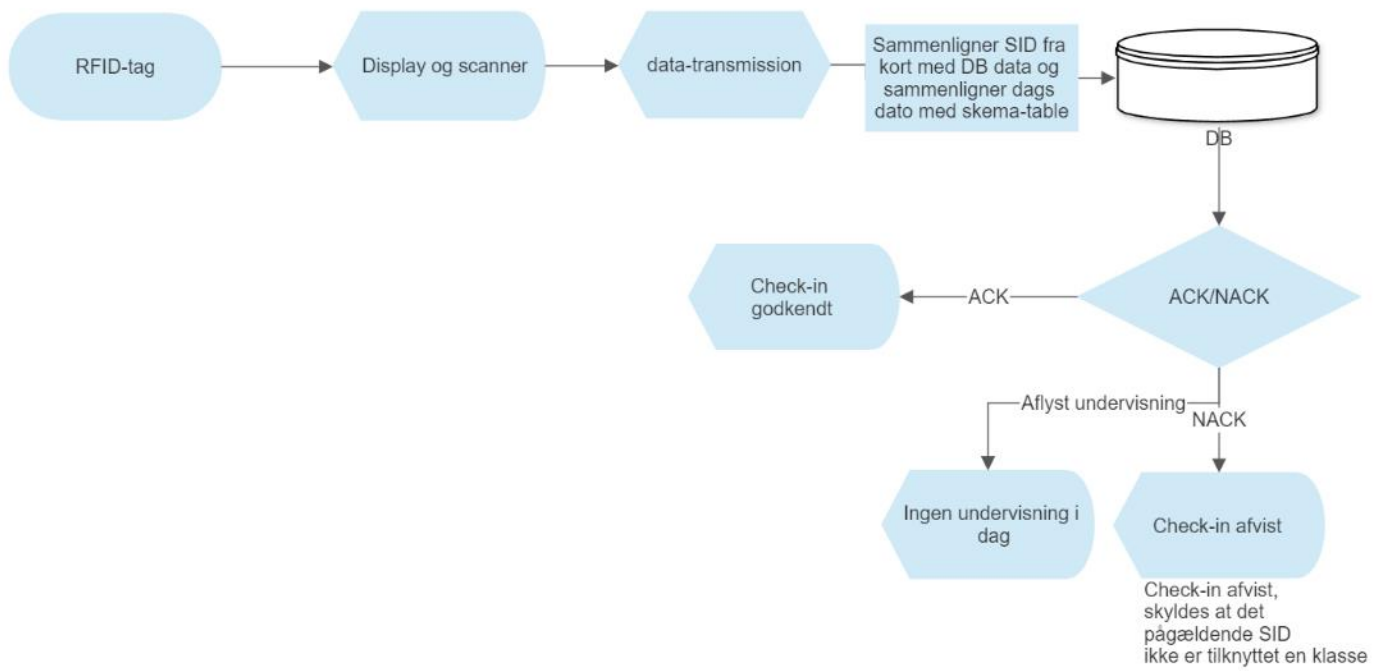 RFID-tag
Display og scanner
data-transmission
Sammenligner SID fra
kort med DB data og
sammenligner dags
dato med skema-table
DB
Check-in
godkendt
ACK
ACK/NACK
Aflyst undervisning
NACK
Ingen undervisning i
dag
Check-in afvist
Check-in afvist,
skyldes at det
pågældende SID
ikke er tilknyttet en klasse